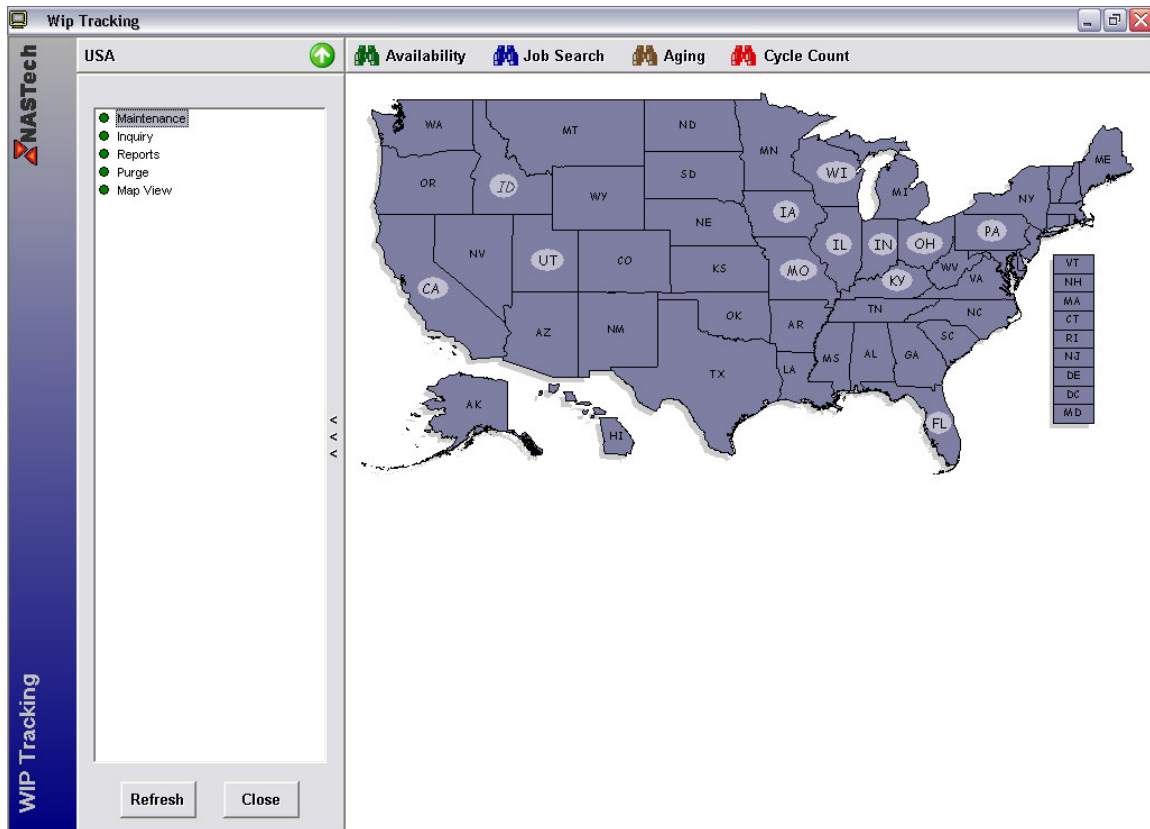 Wip Tracking
NASTech
WIP Tracking
USA
Maintenance
Inquiry
Reports
Purge
Map View
<
<
<
Refresh Close
Availability Job Search Aging Cycle Count
WA
MT
ND
MN
ME
OR
ID
WY
SD
WI
MI
NY
NE
IA
PA
NV
UT
CO
KS
MO
IL
IN
OH
WV
VA
KY
CA
AZ
NM
OK
AR
TN
NC
SC
TX
LA
MS
AL
GA
FL
AK
HI
VT
NH
MA
CT
RI
NJ
DE
DC
MD